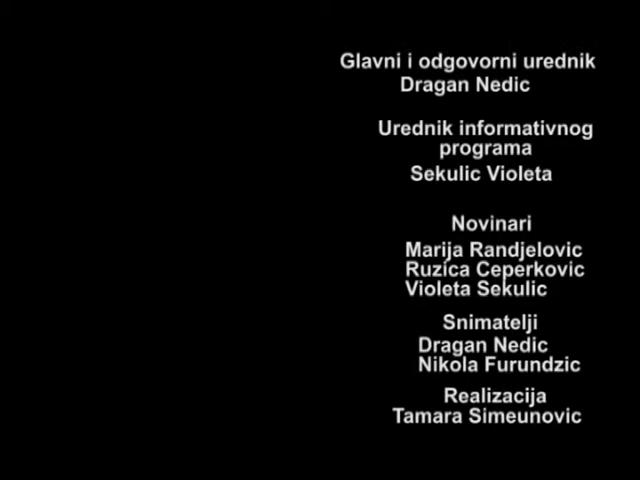 Glavni i odgovorni urednik
Dragan Nedic
Urednik informativnog
programa
Sekulic Violeta
Novinari
Marija Randjelovic
Ruzica Ceperkovic
Violeta Sekulic
Snimatelji
Dragan Nedic
Nikola Furundzic
Realizacija
Tamara Simeunovic